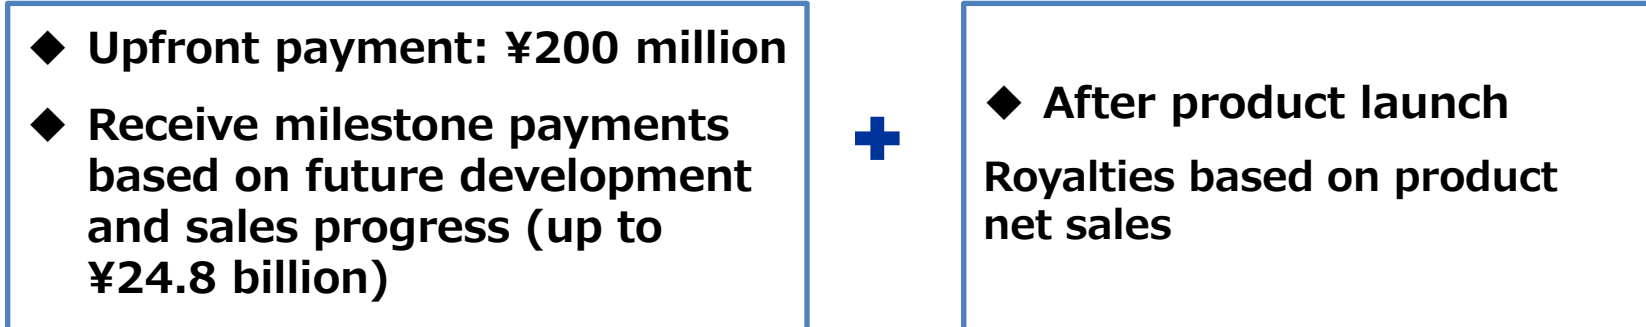 ◆ Upfront payment: ¥200 million
◆ Receive milestone payments
based on future development
and sales progress (up to
¥24.8 billion)
+
◆ After product launch
Royalties based on product
net sales